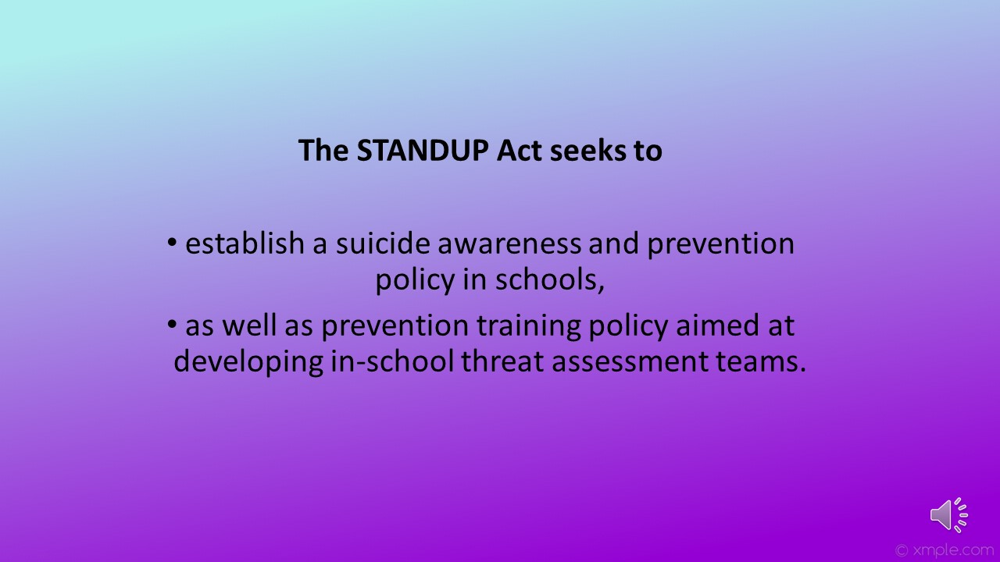 The STANDUP Act seeks to
• establish a suicide awareness and prevention
policy in schools,
• as well as prevention training policy aimed at
developing in-school threat assessment teams.
© xmple.com